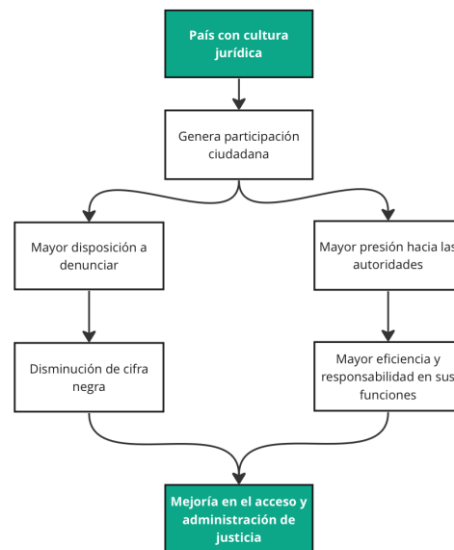 País con cultura
jurídica
Genera participación
ciudadana
Mayor disposición a
denunciar
Mayor presión hacia las
autoridades
Disminución de cifra
negra
Mayor eficiencia y
responsabilidad en sus
funciones
Mejoría en el acceso y
administración de
justicia